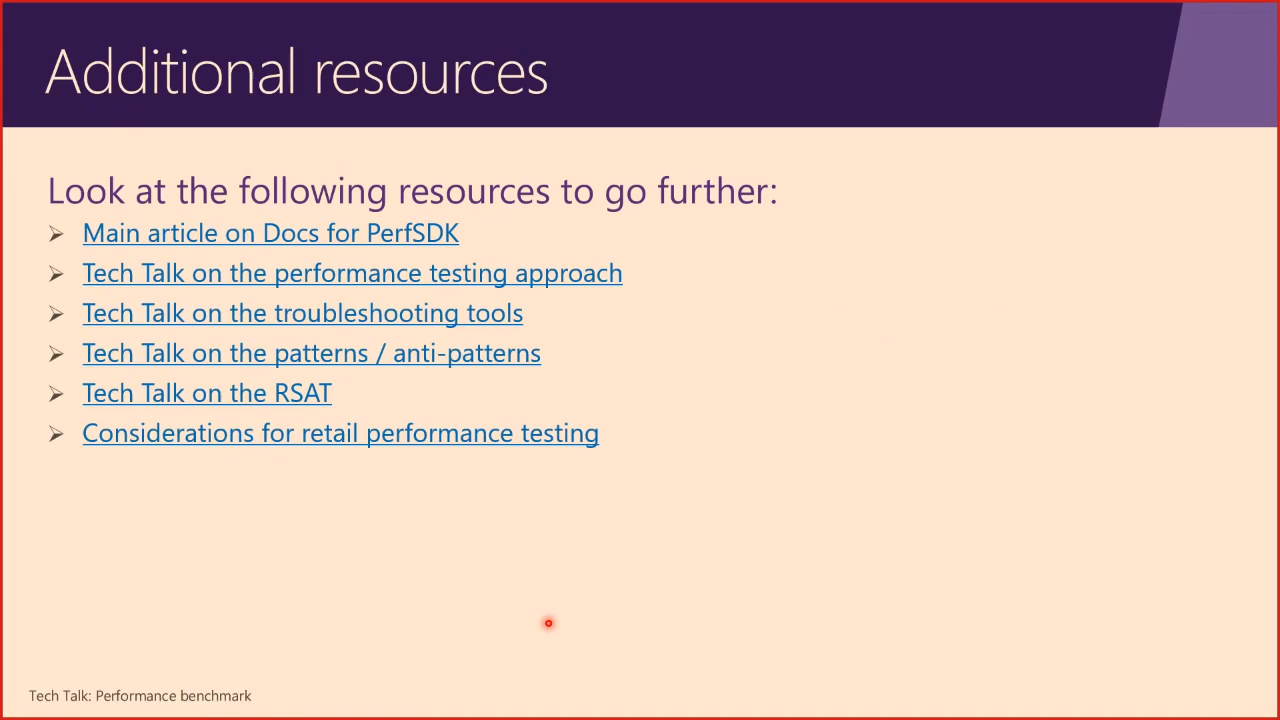 Additional resources
Look at the following resources to go further:
Main article on Docs for PerfSDK
Tech Talk on the performance testing approach
Tech Talk on the troubleshooting tools
Tech Talk on the patterns / anti-patterns
Tech Talk on the RSAT
Considerations for retail performance testing
Tech Talk: Performance benchmark